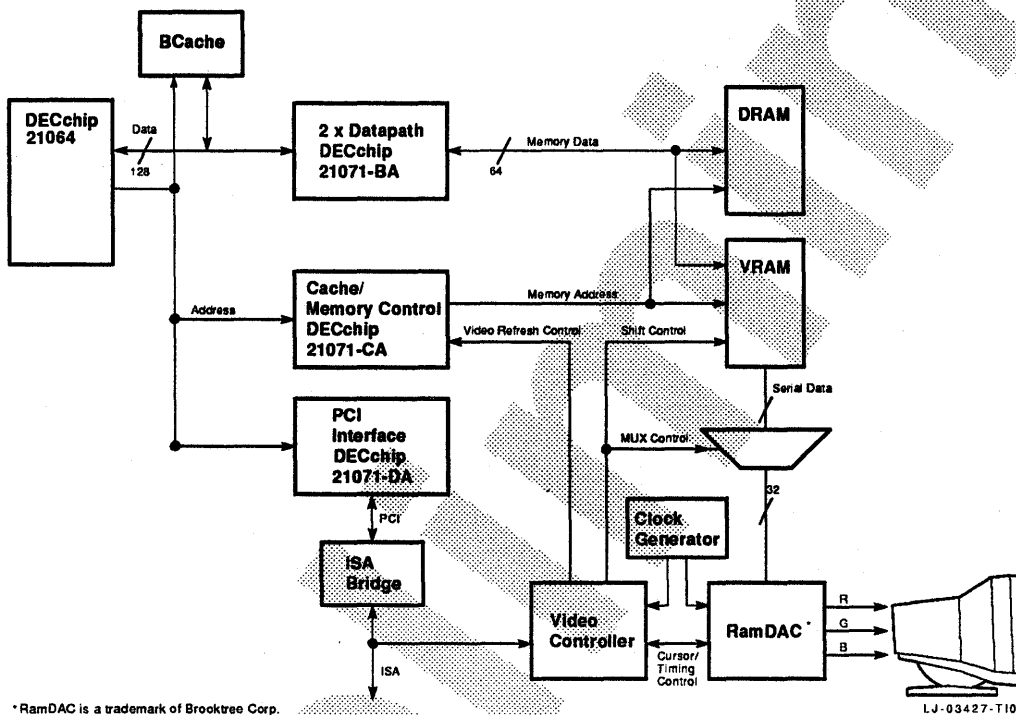 BCache
DECchip
21064
Data
128
2 x Datapath
DECchip
21071-BA
64
Memory Data
DRAM
VRAM
Address
Cache/
Memory Control
DECchip
21071-CA
Memory Address
Video Refresh Control
Shift Control
Serial Data
PCI
Interface
DECchip
21071-DA
MUX Control
32
PCI
Clock
Generator
ISA
Bridge
Video
Controller
RamDAC *
R
G
B
Cursor/
Timing
Control
ISA
* RamDAC is a trademark of Brooktree Corp.
LJ-03427-TI0